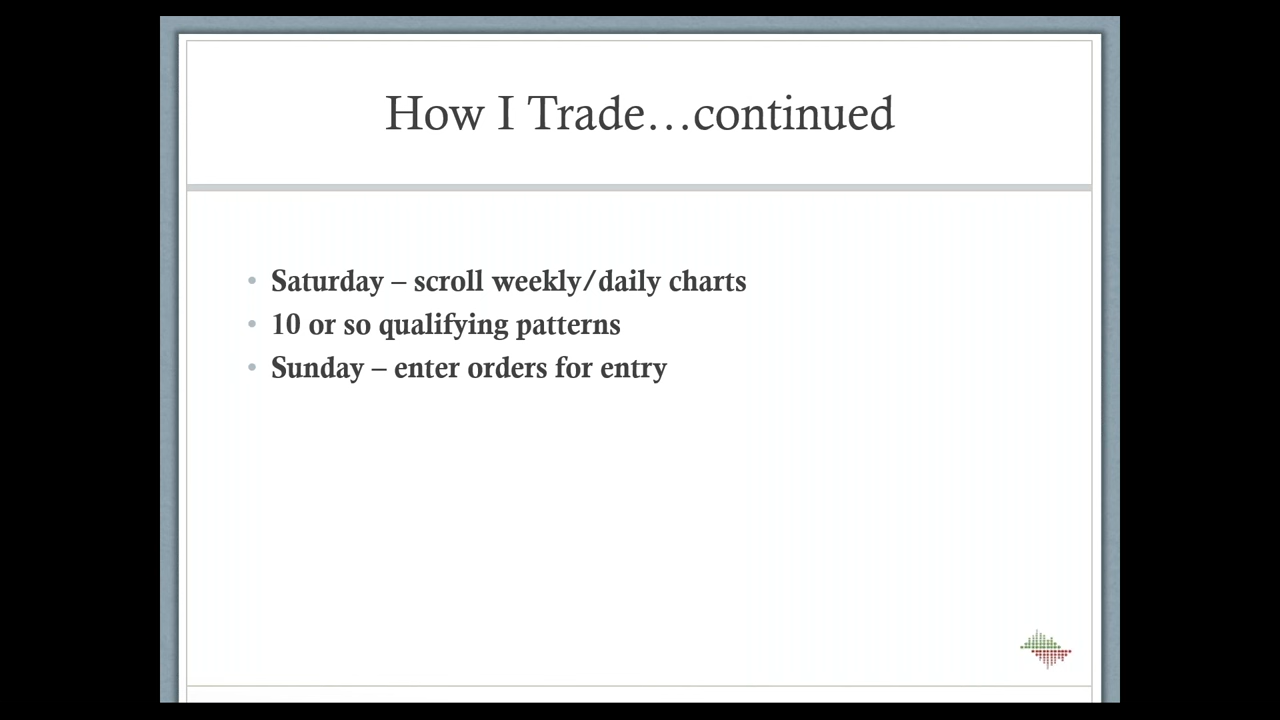 How I Trade…continued
• Saturday – scroll weekly/daily charts
• 10 or so qualifying patterns
• Sunday – enter orders for entry